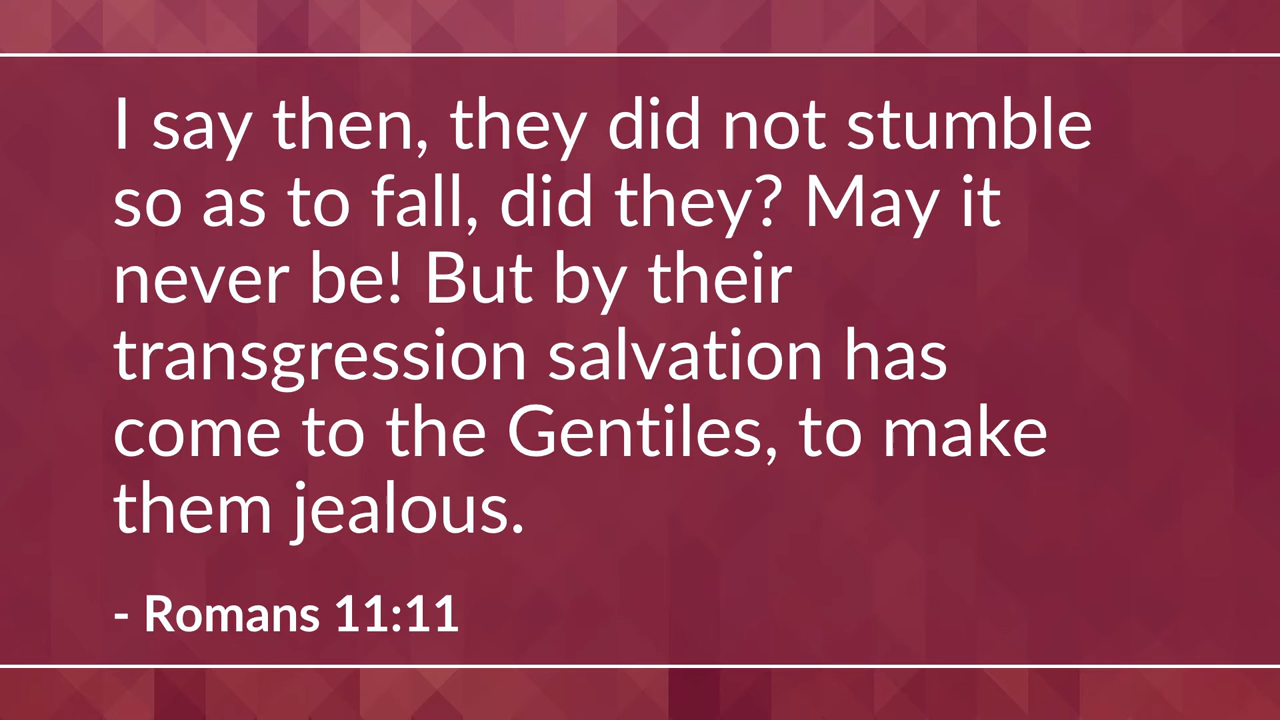 I say then, they did not stumble
so as to fall, did they? May it
never be! But by their
transgression salvation has
come to the Gentiles, to make
them jealous.
- Romans 11:11